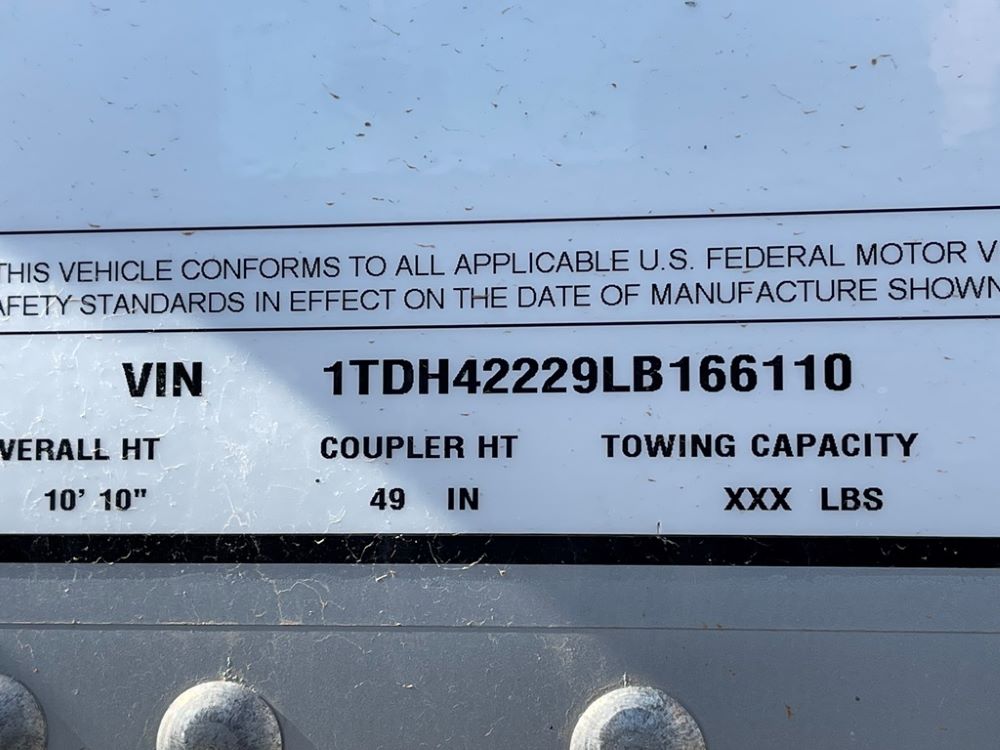 THIS VEHICLE CONFORMS TO ALL APPLICABLE U.S. FEDERAL MOTOR V
AFETY STANDARDS IN EFFECT ON THE DATE OF MANUFACTURE SHOWN
VIN 1TDH42229LB166110
VERALL HT COUPLER HT TOWING CAPACITY
10' 10" 49 IN XXX LBS